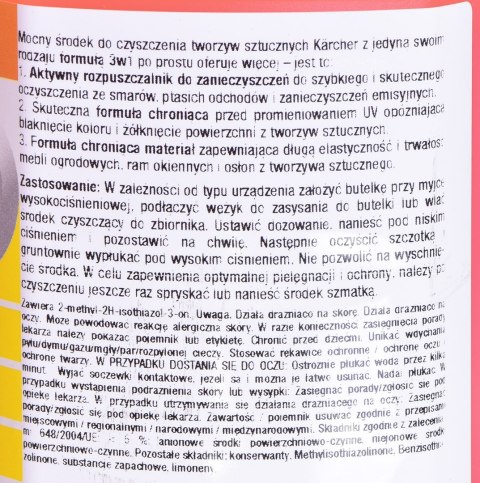 Mocny środek do czyszczenia tworzyw sztucznych Kärcher z jedyną swoim
rodzaju formułą 3w1 po prostu oferuje więcej – jest to:
1. Aktywny rozpuszczalnik do zanieczyszczeń do szybkiego i skutecznego
oczyszczenia ze smarów, ptasich odchodów i zanieczyszczeń emisyjnych.
2. Skuteczna formuła chroniąca przed promieniowaniem UV opóźniająca
blaknięcie koloru i żółknięcie powierzchni z tworzyw sztucznych.
3. Formuła chroniąca materiał zapewniająca długą elastyczność i trwałoś
mebli ogrodowych, ram okiennych i osłon z tworzywa sztucznego.
Zastosowanie: W zależności od typu urządzenia założyć butelkę przy myjce
wysokociśnieniowej, podłączyć wężyk do zasysania do butelki lub wlać
środek czyszczący do zbiornika. Ustawić dozowanie, nanieść pod niskim
ciśnieniem i pozostawić na chwilę. Następnie oczyścić szczotką i
gruntownie wypłukać pod wysokim ciśnieniem. Nie pozwolić na wyschnię-
cie środka. W celu zapewnienia optymalnej pielęgnacji i ochrony, należy po
czyszczeniu jeszcze raz spryskać lub nanieść środek szmatką.
Zawiera 2-methyl-2H-isothiazol-3-on. Uwaga. Działa drażniąco na skórę. Działa drażniąco na
oczy. Może powodować reakcję alergiczną skóry. W razie konieczności zasięgnięcia porady
lekarza należy pokazać pojemnik lub etykietę. Chronić przed dziećmi. Unikać wdychania
pyłu/dymu/gazu/mgły/par/rozpylonej cieczy. Stosować rękawice ochronne / ochronę oczu /
ochronę twarzy. W PRZYPADKU DOSTANIA SIĘ DO OCZU: Ostrożnie płukać wodą przez kilka
minut. Wyjąć soczewki kontaktowe, jeżeli są i można je łatwo usunąć. Nadal płukać. W
przypadku wystąpienia podrażnienia skóry lub wysypki: Zasięgnąć porady/zgłosić się pod
opiekę lekarza. W przypadku utrzymywania się działania drażniącego na oczy: Zasięgnąć
porady/zgłosić się pod opiekę lekarza. Zawartość / pojemnik usuwać zgodnie z przepisami
miejscowymi / regionalnymi / narodowymi / międzynarodowymi. Składniki zgodnie z zalecenia
mi 648/2004/UE: ≤ 5 %: anionowe środki powierzchniowo-czynne, niejonowe środki
powierzchniowo-czynne. Pozostałe składniki: konserwanty, Methylisothiazolinone, Benzisothi-
zolinone, substancje zapachowe, limonen